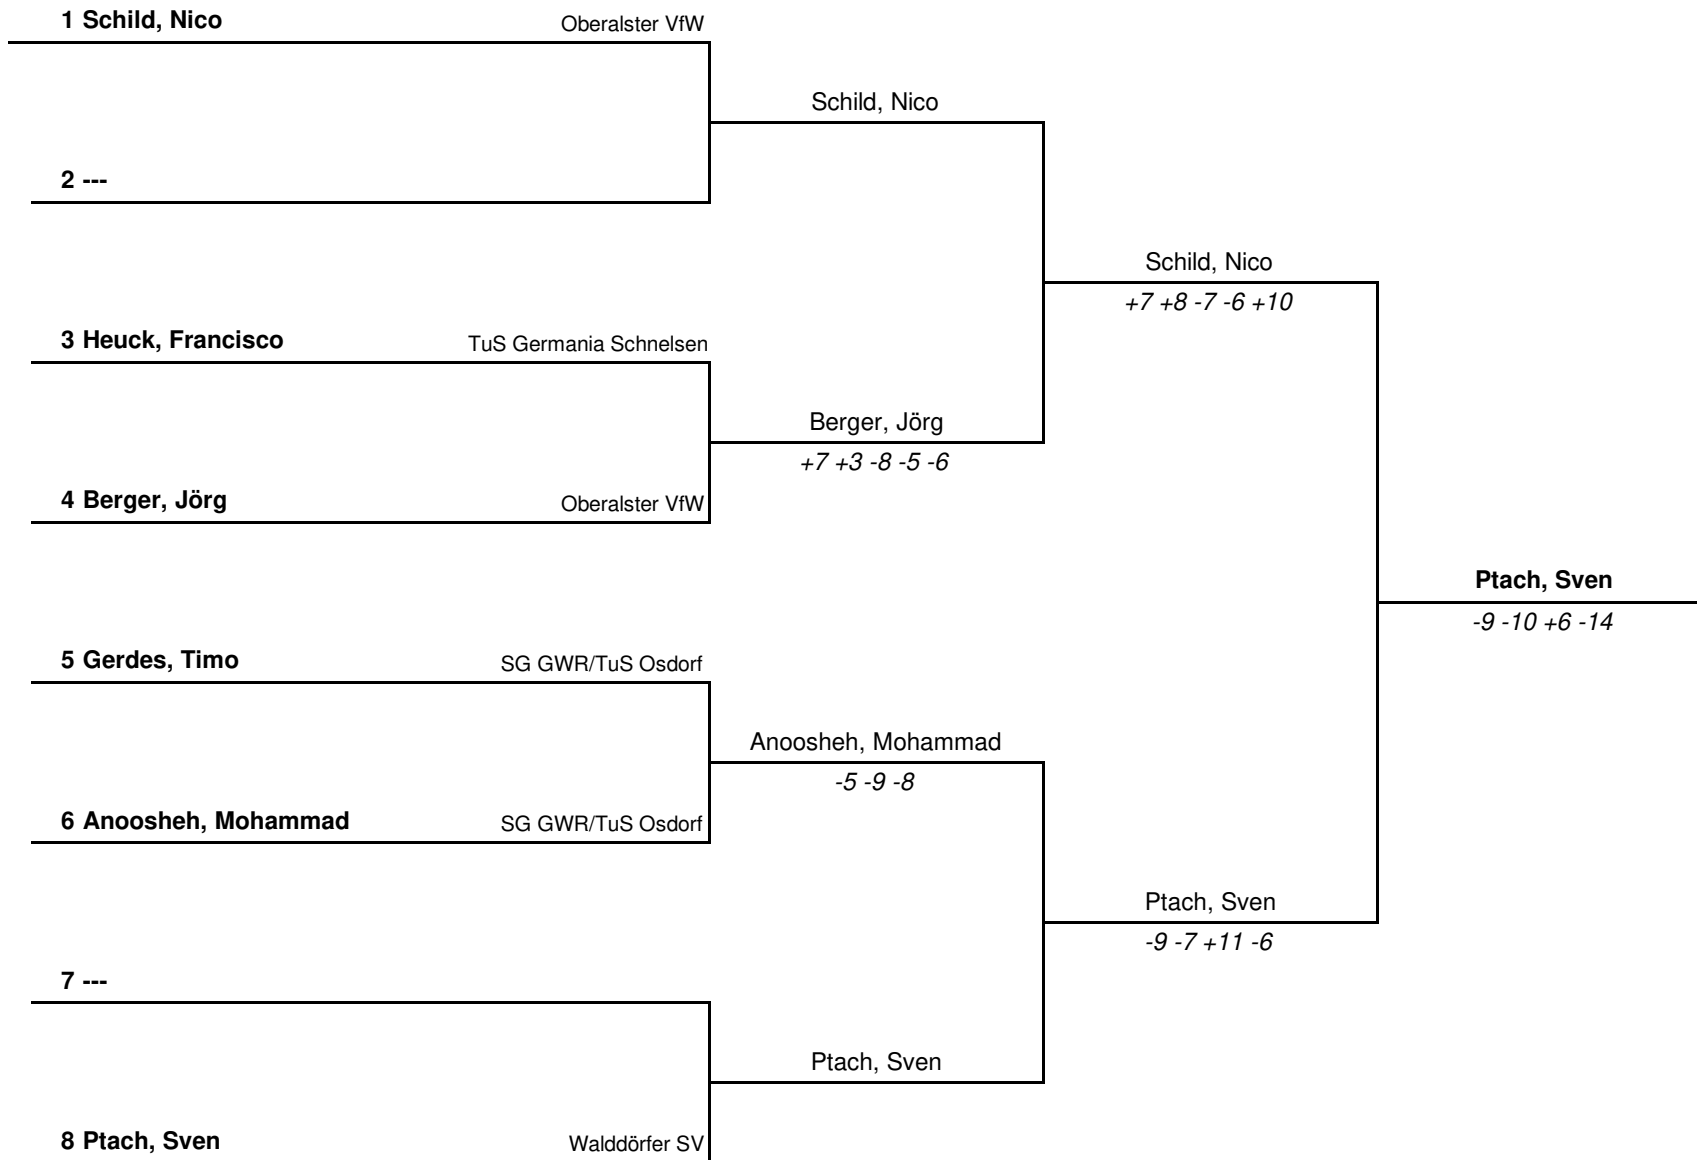 1 Schild, Nico Oberalster VfW
Schild, Nico
2 ---
Schild, Nico
+7 +8 -7 -6 +10
3 Heuck, Francisco TuS Germania Schnelsen
Berger, Jörg
+7 +3 -8 -5 -6
4 Berger, Jörg Oberalster VfW
Ptach, Sven
-9 -10 +6 -14
5 Gerdes, Timo SG GWR/TuS Osdorf
Anoosheh, Mohammad
-5 -9 -8
6 Anoosheh, Mohammad SG GWR/TuS Osdorf
Ptach, Sven
-9 -7 +11 -6
7 ---
Ptach, Sven
8 Ptach, Sven Walddörfer SV